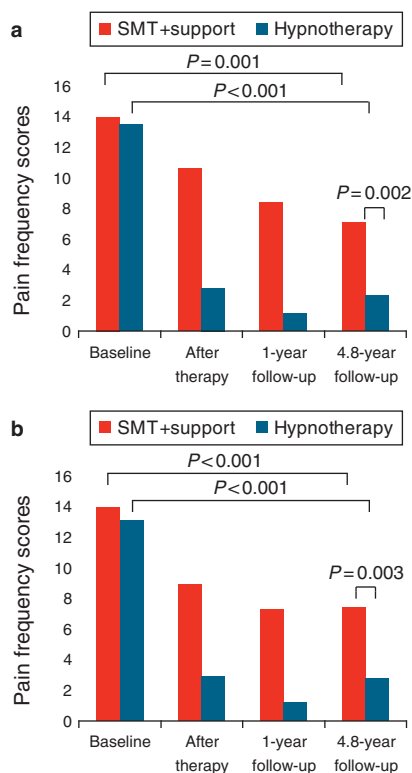 a
SMT+support Hypnotherapy
P=0.001
P<0.001
P=0.002
Pain frequency scores
16
14
12
10
8
6
4
2
0
Baseline After therapy 1-year follow-up 4.8-year follow-up
b
SMT+support Hypnotherapy
P<0.001
P<0.001
P=0.003
Pain frequency scores
16
14
12
10
8
6
4
2
0
Baseline After therapy 1-year follow-up 4.8-year follow-up